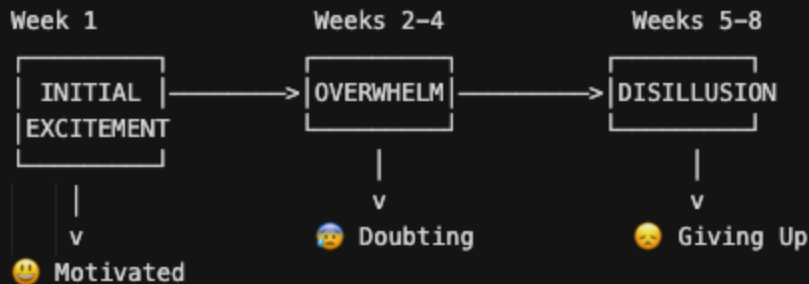 Week 1 Weeks 2-4 Weeks 5-8
INITIAL OVERWHELM DISILLUSION
EXCITEMENT
v v
v 😰 Doubting 😞 Giving Up
😃 Motivated